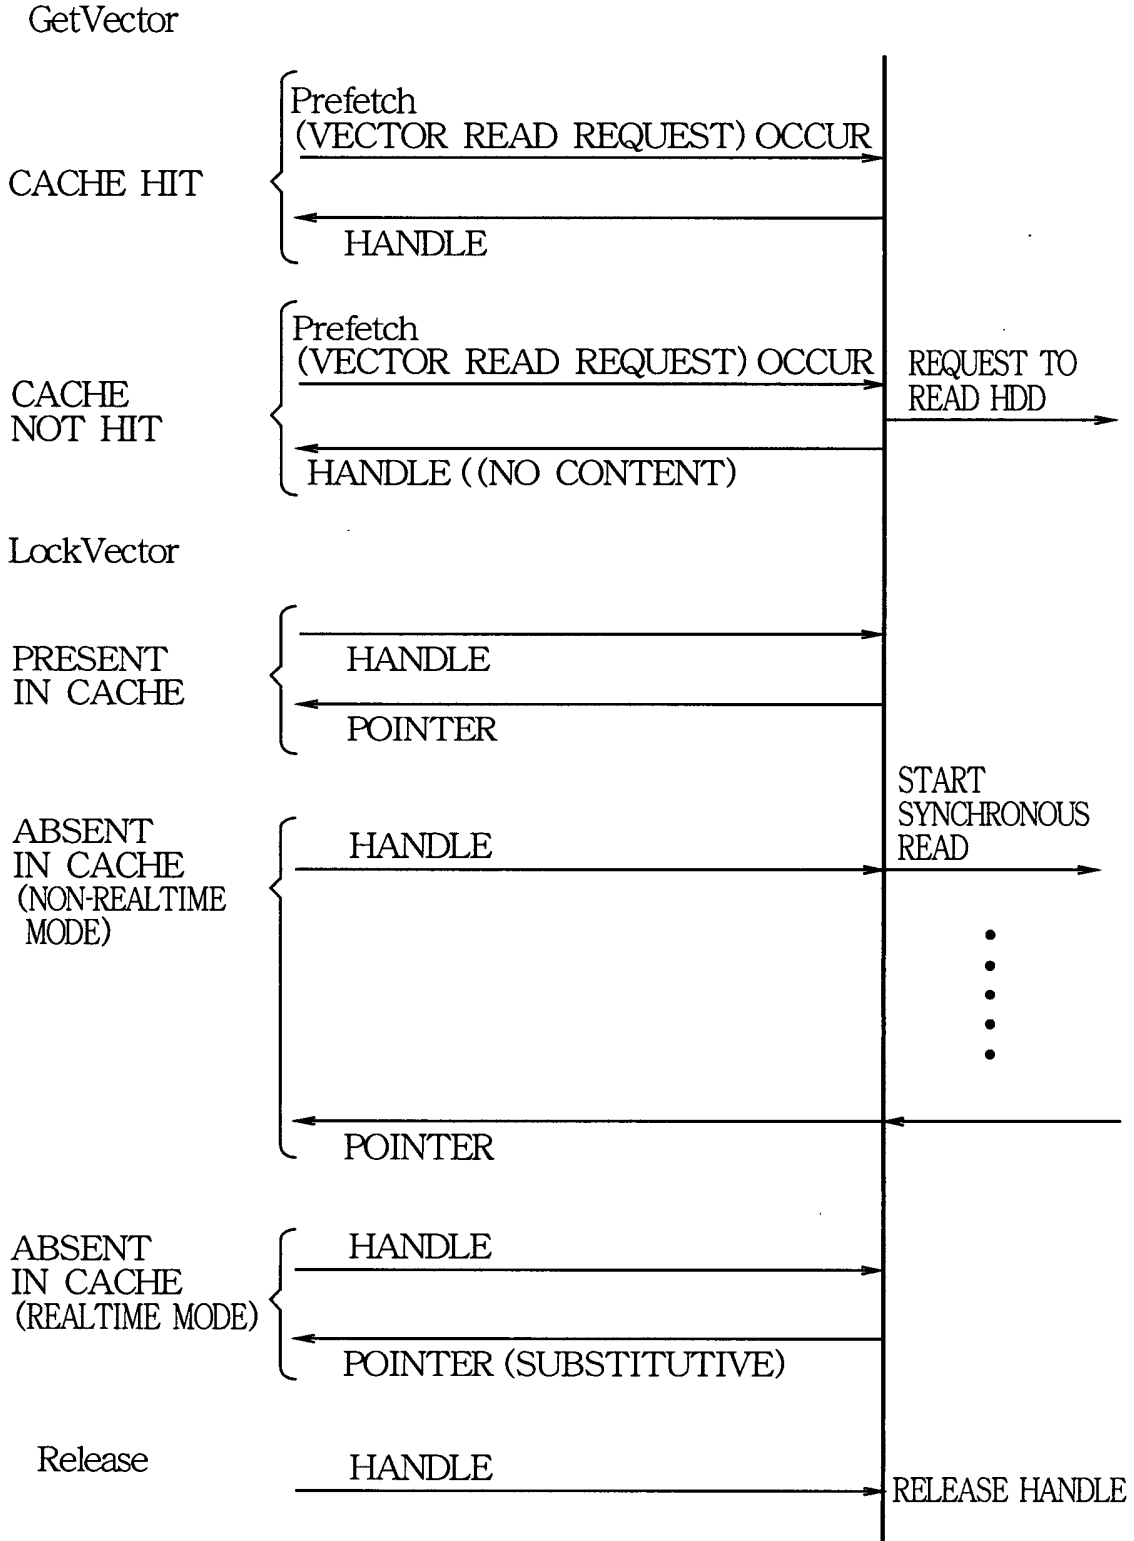 GetVector
Prefetch
(VECTOR READ REQUEST) OCCUR
CACHE HIT
HANDLE
Prefetch
(VECTOR READ REQUEST) OCCUR
REQUEST TO
READ HDD
CACHE
NOT HIT
HANDLE ((NO CONTENT)
LockVector
HANDLE
PRESENT
IN CACHE
POINTER
START
SYNCHRONOUS
READ
ABSENT
IN CACHE
(NON-REALTIME
MODE)
HANDLE
POINTER
ABSENT
IN CACHE
(REALTIME MODE)
HANDLE
POINTER (SUBSTITUTIVE)
Release
HANDLE
RELEASE HANDLE